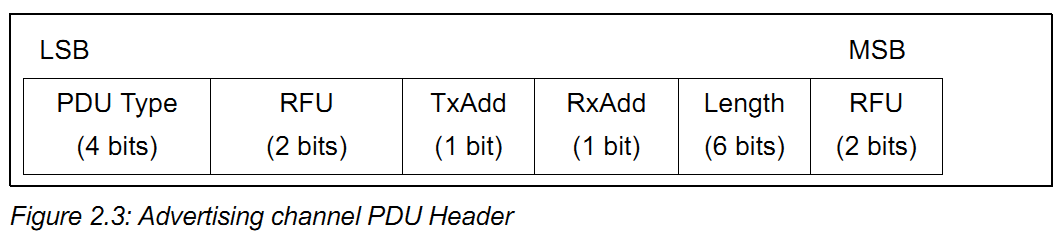 LSB MSB
PDU Type RFU TxAdd RxAdd Length RFU
(4 bits) (2 bits) (1 bit) (1 bit) (6 bits) (2 bits)
Figure 2.3: Advertising channel PDU Header